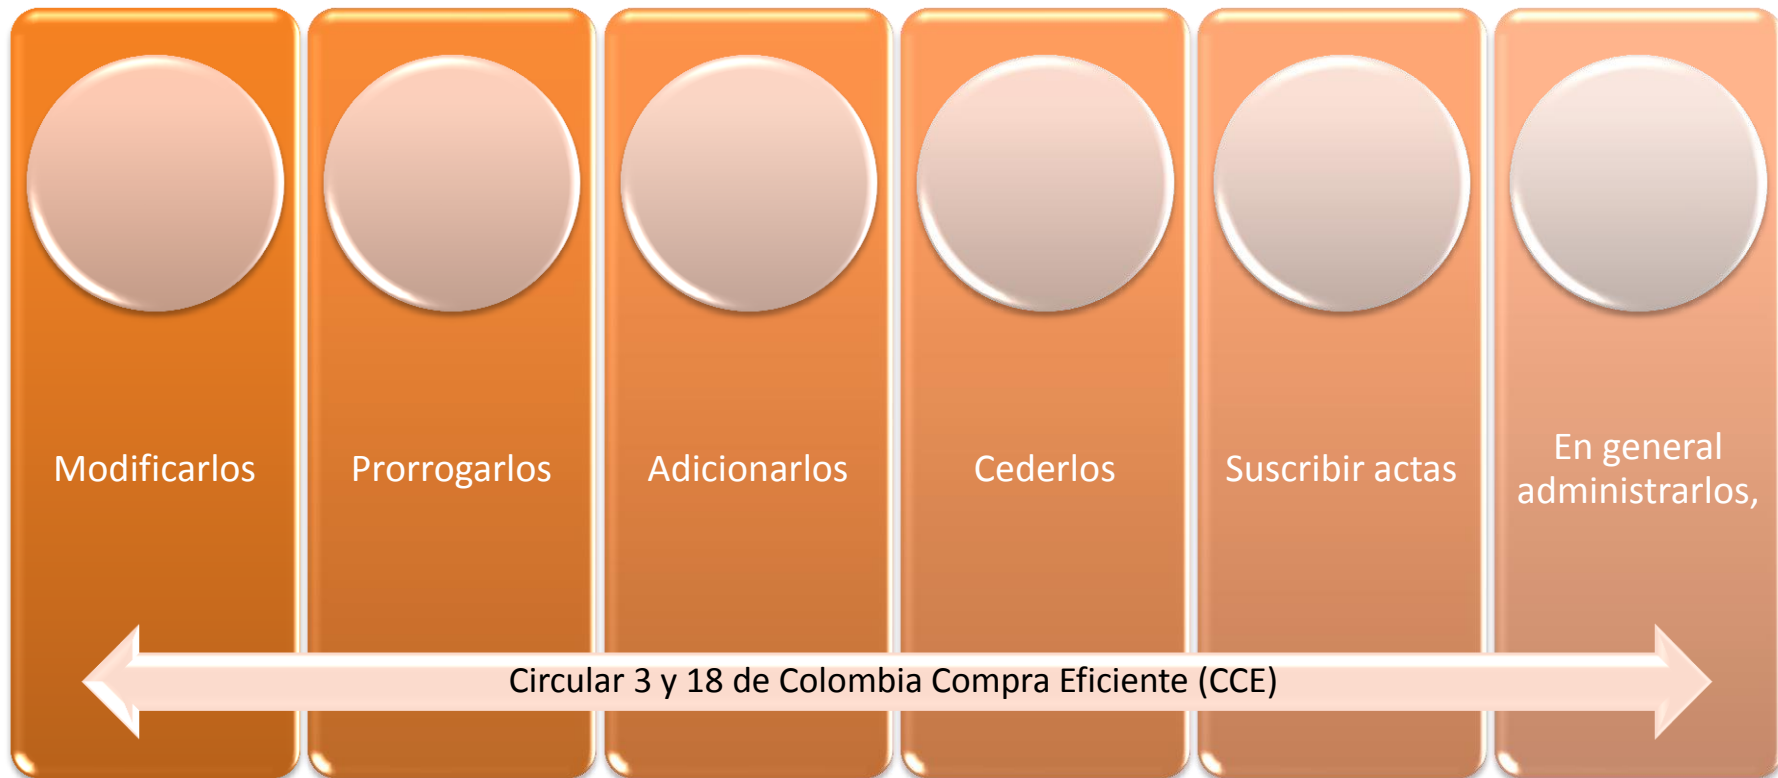 Modificarlos
Prorrogarlos
Adicionarlos
Cederlos
Suscribir actas
En general
administrarlos,
Circular 3 y 18 de Colombia Compra Eficiente (CCE)